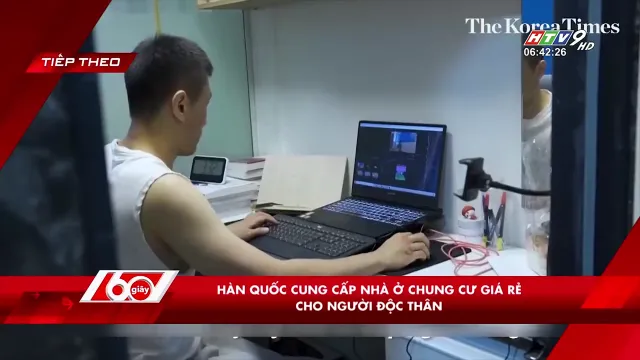 The Korea Times
HTV9 HD
06:42:26
TIẾP THEO
60 giây
HÀN QUỐC CUNG CẤP NHÀ Ở CHUNG CƯ GIÁ RẺ
CHO NGƯỜI ĐỘC THÂN